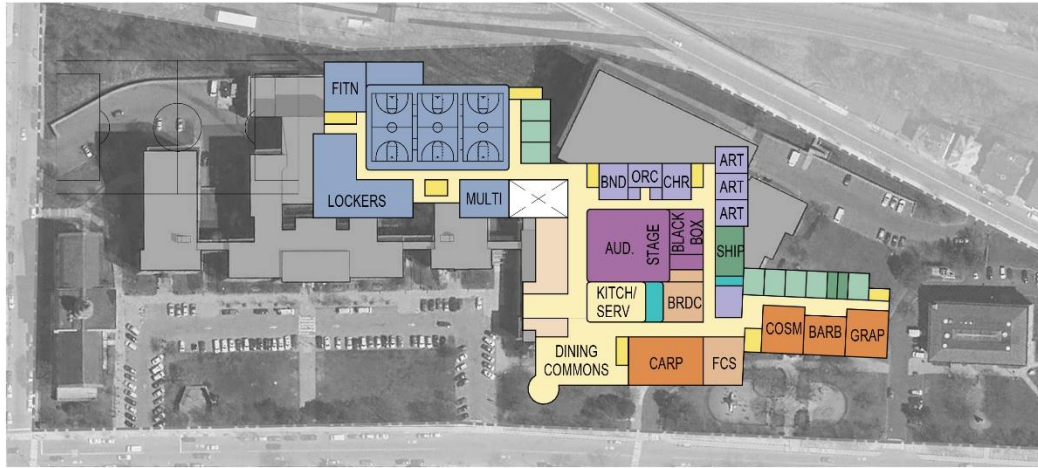 FITN
LOCKERS
MULTI
BND
ORC
CHR
ART
ART
ART
AUD.
STAGE
BLACK
BOX
SHIP
KITCH/
SERV
BRDC
DINING
COMMONS
CARP
FCS
COSM
BARB
GRAP